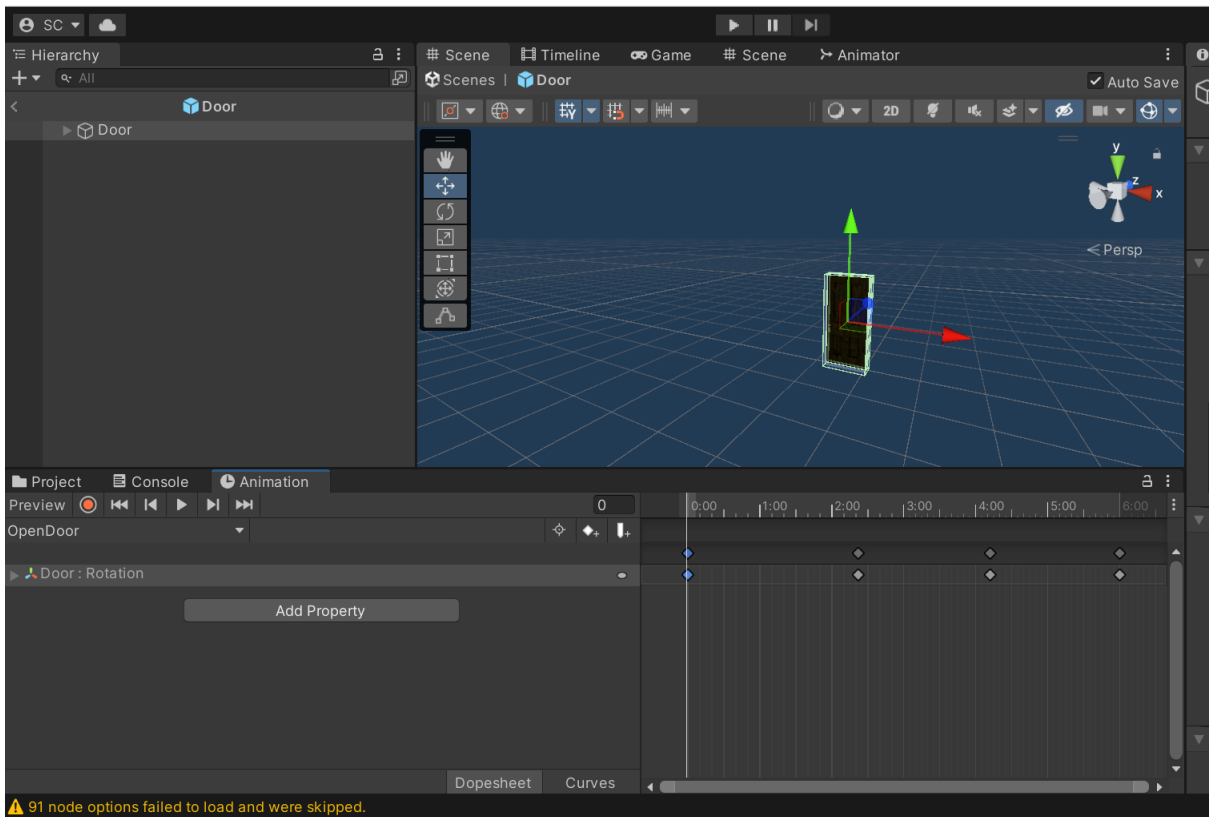 SC
Hierarchy
Scene
Timeline
Game
Scene
Animator
All
Scenes | Door
Auto Save
Door
2D
Door
y
z
x
Persp
Project
Console
Animation
Preview
0
0:00
1:00
2:00
3:00
4:00
5:00
6:00
OpenDoor
Door : Rotation
Add Property
Dopesheet
Curves
91 node options failed to load and were skipped.